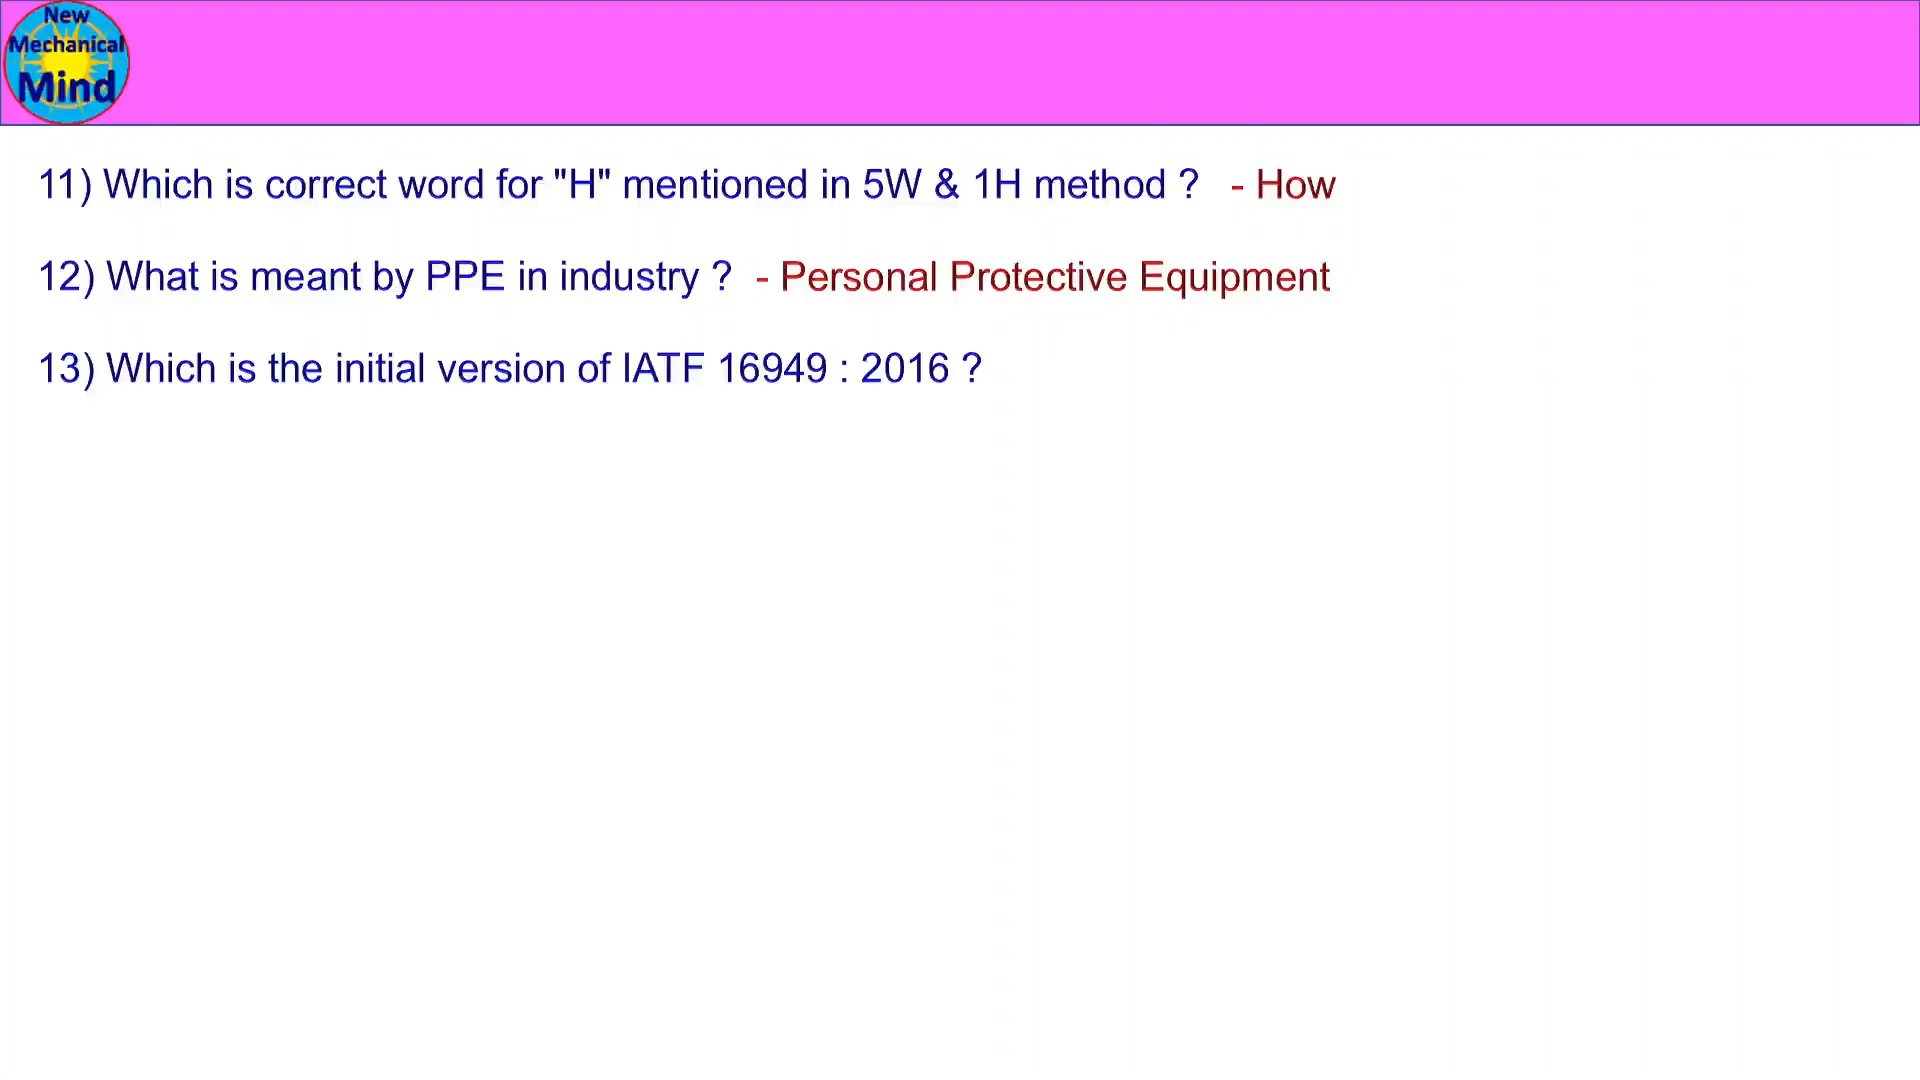 New
Mechanical
Mind
11) Which is correct word for "H" mentioned in 5W & 1H method ? - How
12) What is meant by PPE in industry ? - Personal Protective Equipment
13) Which is the initial version of IATF 16949 : 2016 ?